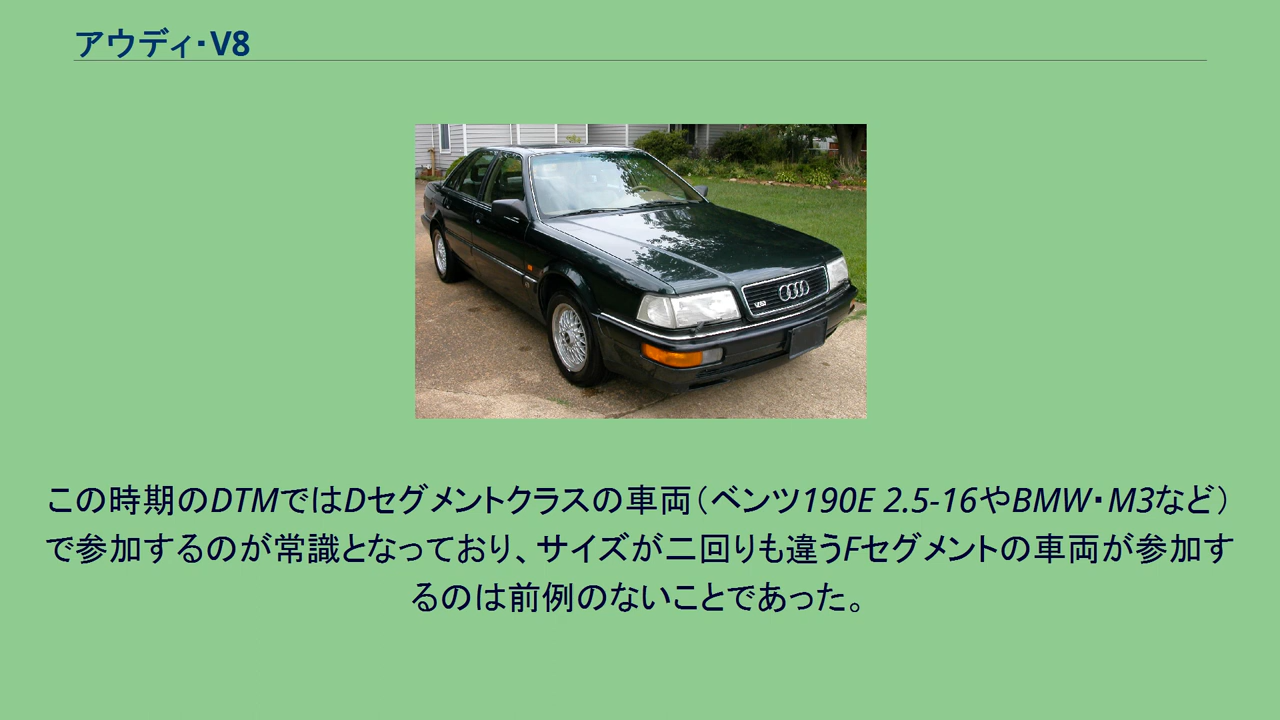 アウディ・V8
V8
この時期のDTMではDセグメントクラスの車両（ベンツ190E 2.5-16やBMW・M3など）
で参加するのが常識となっており、サイズが二回りも違うFセグメントの車両が参加す
るのは前例のないことであった。